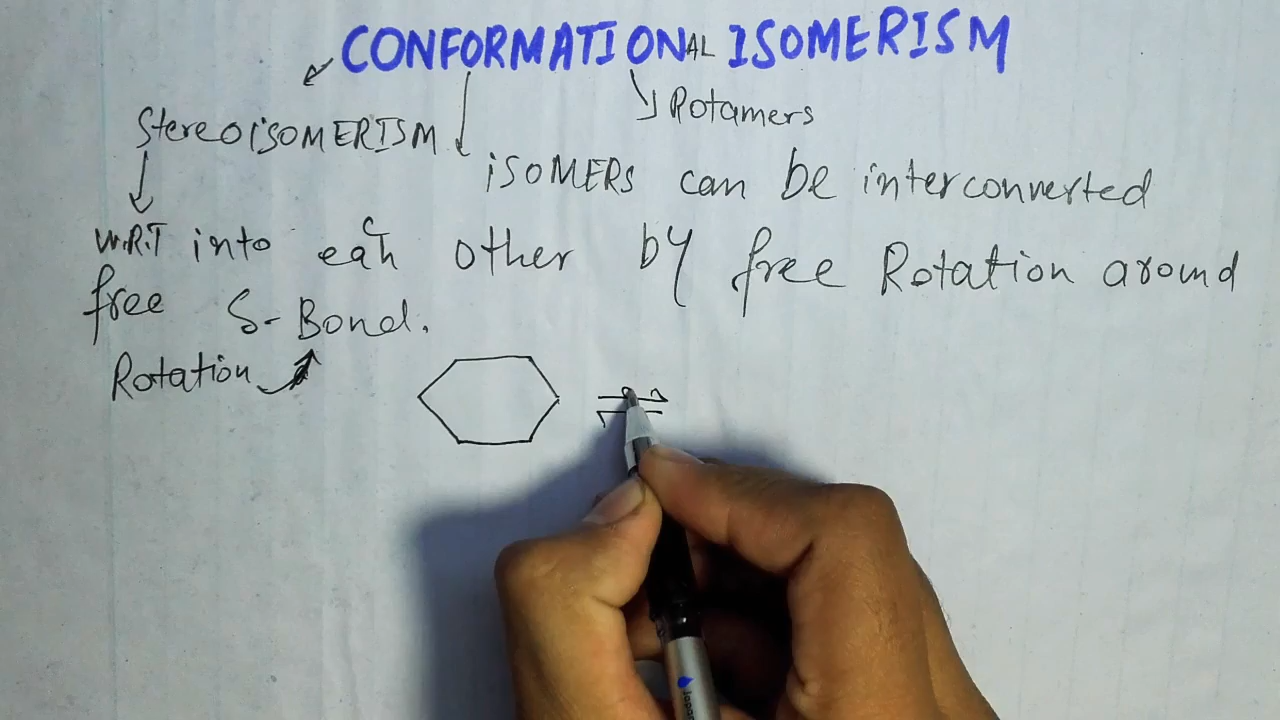 CONFORMATIONAL ISOMERISM
Rotamers
StereoisOMERISM
iSOMERS can be interconverted
W.R.T into each other by free Rotation around
free S-Bond.
Rotation